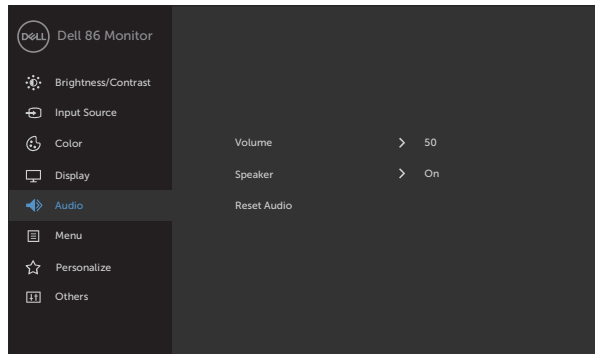 DELL Dell 86 Monitor
Brightness/Contrast
Input Source
Color
Volume 50
Display
Speaker On
Audio
Reset Audio
Menu
Personalize
Others